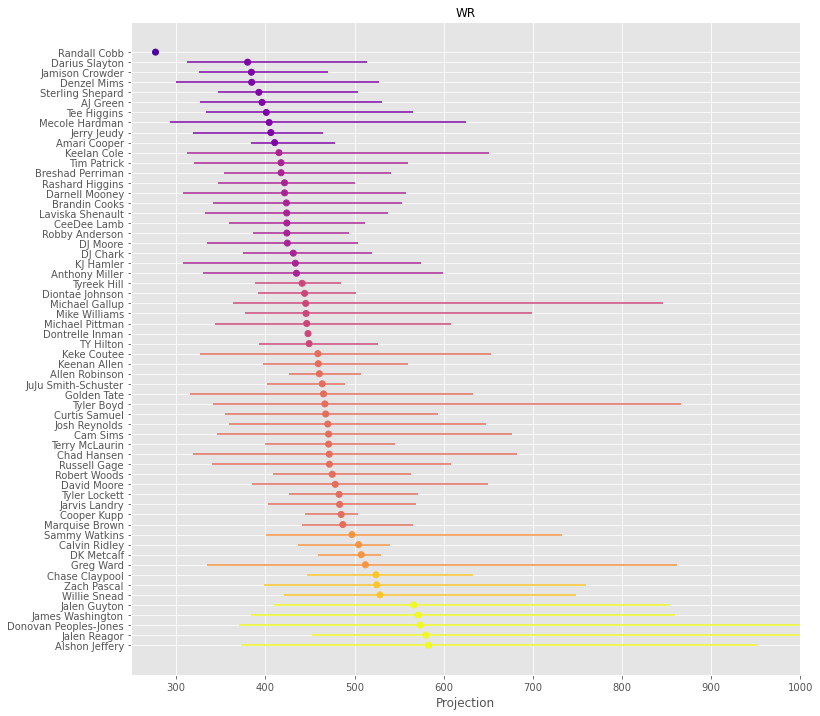 WR
Randall Cobb
Darius Slayton
Jamison Crowder
Denzel Mims
Sterling Shepard
AJ Green
Tee Higgins
Mecole Hardman
Jerry Jeudy
Amari Cooper
Keelan Cole
Tim Patrick
Breshad Perriman
Rashard Higgins
Darnell Mooney
Brandin Cooks
Laviska Shenault
CeeDee Lamb
Robby Anderson
DJ Moore
DJ Chark
KJ Hamler
Anthony Miller
Tyreek Hill
Diontae Johnson
Michael Gallup
Mike Williams
Michael Pittman
Dontrelle Inman
TY Hilton
Keke Coutee
Keenan Allen
Allen Robinson
JuJu Smith-Schuster
Golden Tate
Tyler Boyd
Curtis Samuel
Josh Reynolds
Cam Sims
Terry McLaurin
Chad Hansen
Russell Gage
Robert Woods
David Moore
Tyler Lockett
Jarvis Landry
Cooper Kupp
Marquise Brown
Sammy Watkins
Calvin Ridley
DK Metcalf
Greg Ward
Chase Claypool
Zach Pascal
Willie Snead
Jalen Guyton
James Washington
Donovan Peoples-Jones
Jalen Reagor
Alshon Jeffery
300 400 500 600 700 800 900 1000
Projection